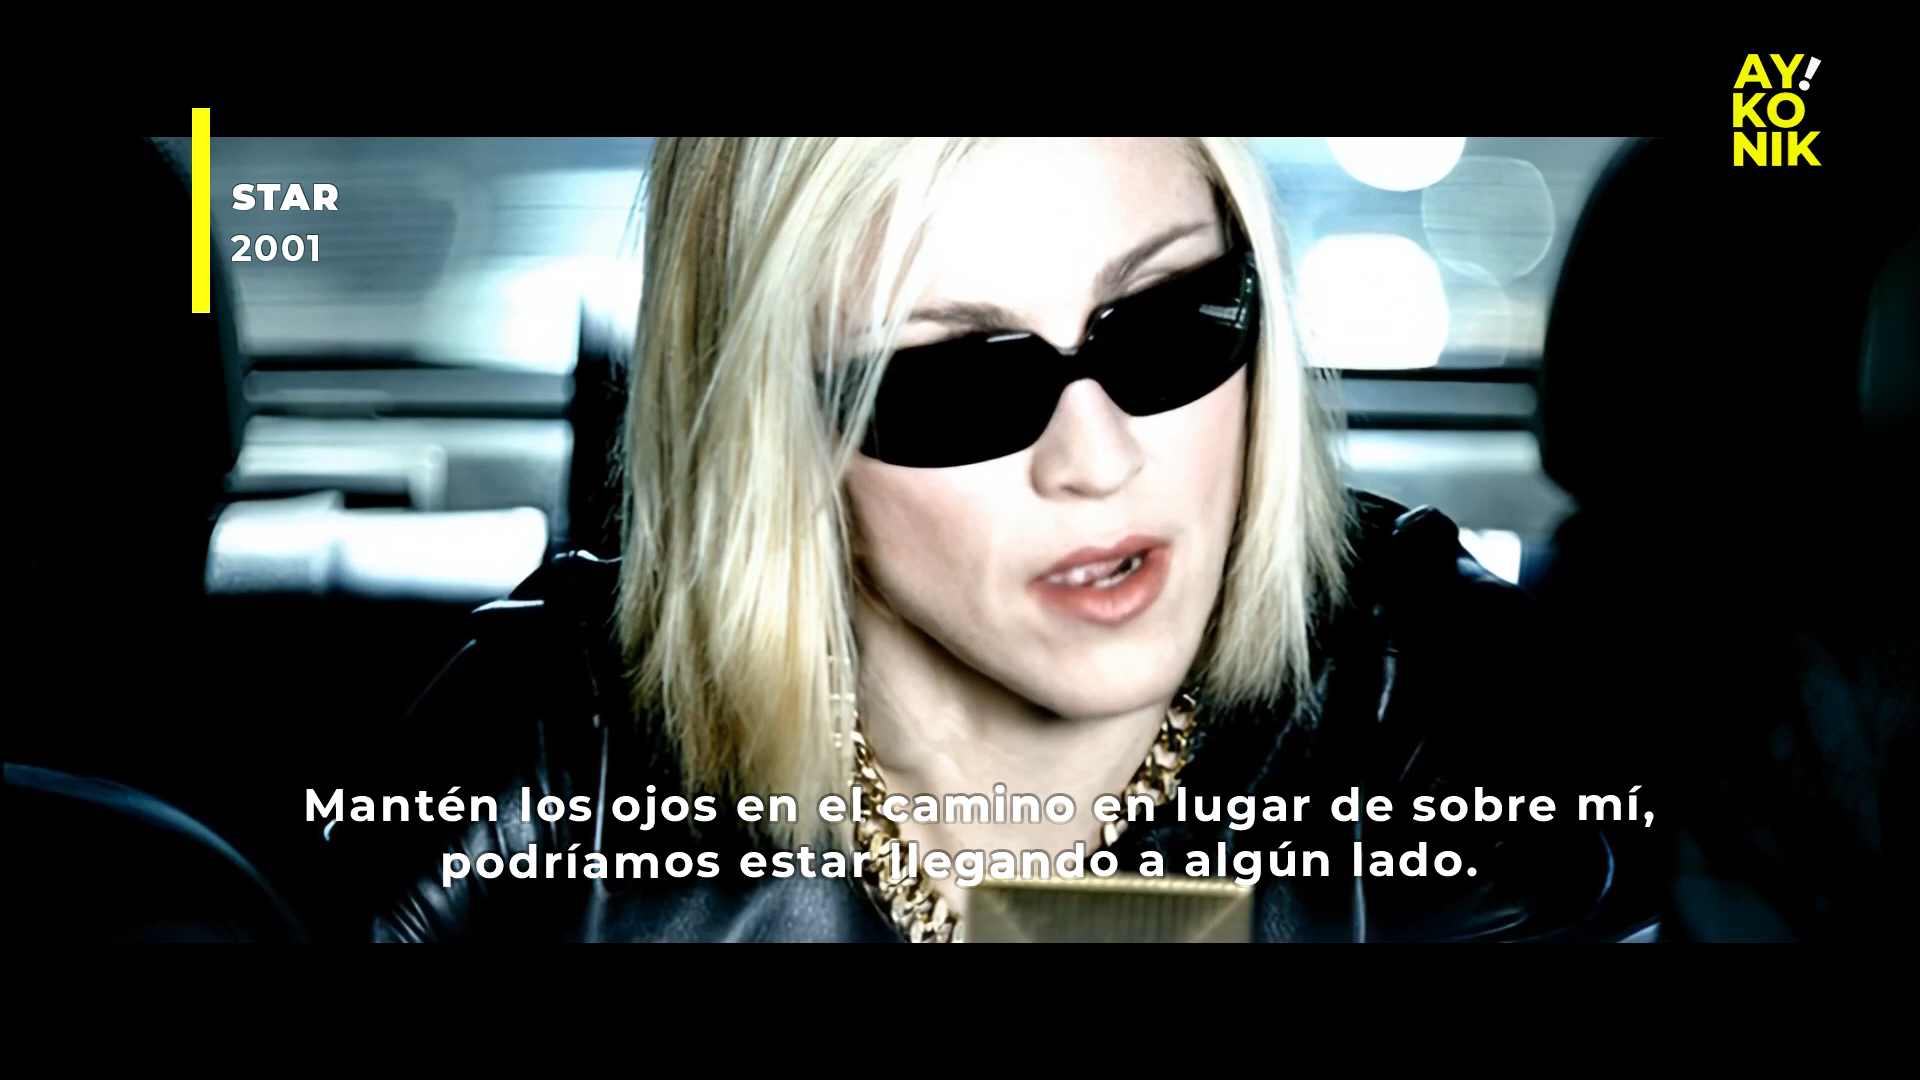 AY!
KO
NIK
STAR
2001
Mantén los ojos en el camino en lugar de sobre mí,
podríamos estar llegando a algún lado.